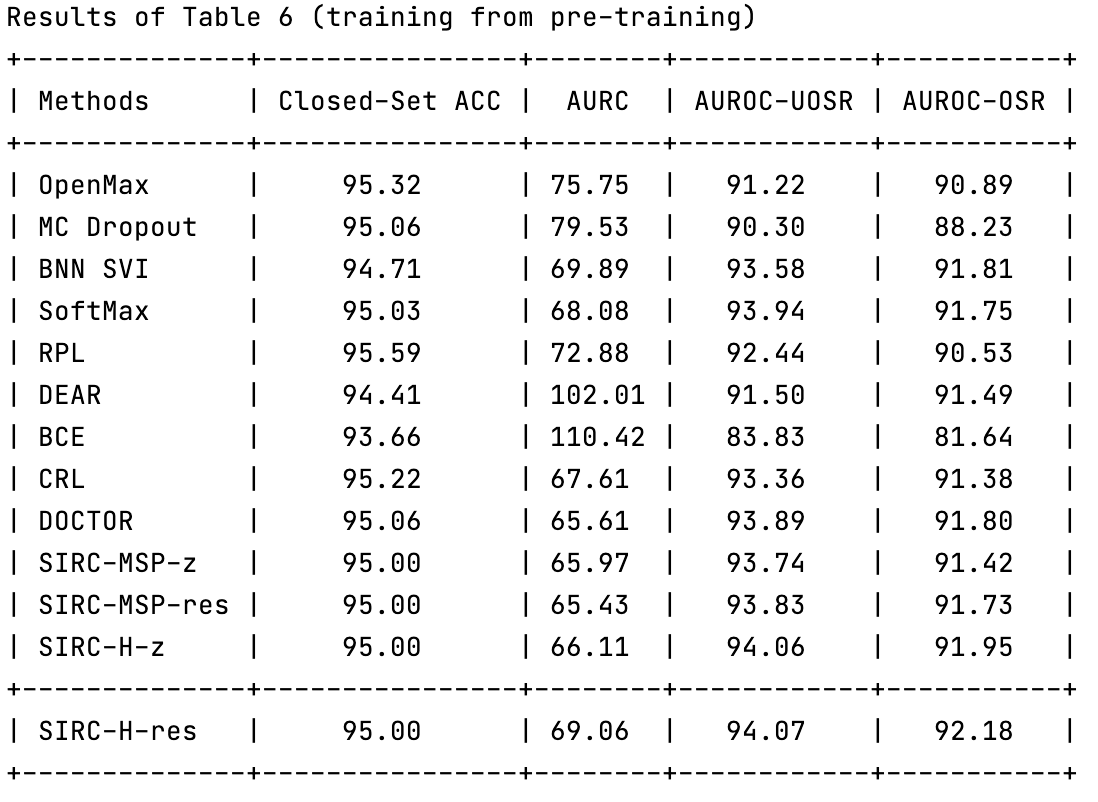 Results of Table 6 (training from pre-training)
+--------------+----------------+--------+------------+-----------+
| Methods      | Closed-Set ACC |  AURC  | AUROC-UOSR | AUROC-OSR |
+--------------+----------------+--------+------------+-----------+
| OpenMax      |     95.32      | 75.75  |   91.22    |   90.89   |
| MC Dropout   |     95.06      | 79.53  |   90.30    |   88.23   |
| BNN SVI      |     94.71      | 69.89  |   93.58    |   91.81   |
| SoftMax      |     95.03      | 68.08  |   93.94    |   91.75   |
| RPL          |     95.59      | 72.88  |   92.44    |   90.53   |
| DEAR         |     94.41      | 102.01 |   91.50    |   91.49   |
| BCE          |     93.66      | 110.42 |   83.83    |   81.64   |
| CRL          |     95.22      | 67.61  |   93.36    |   91.38   |
| DOCTOR       |     95.06      | 65.61  |   93.89    |   91.80   |
| SIRC-MSP-z   |     95.00      | 65.97  |   93.74    |   91.42   |
| SIRC-MSP-res |     95.00      | 65.43  |   93.83    |   91.73   |
| SIRC-H-z     |     95.00      | 66.11  |   94.06    |   91.95   |
+--------------+----------------+--------+------------+-----------+
| SIRC-H-res   |     95.00      | 69.06  |   94.07    |   92.18   |
+--------------+----------------+--------+------------+-----------+